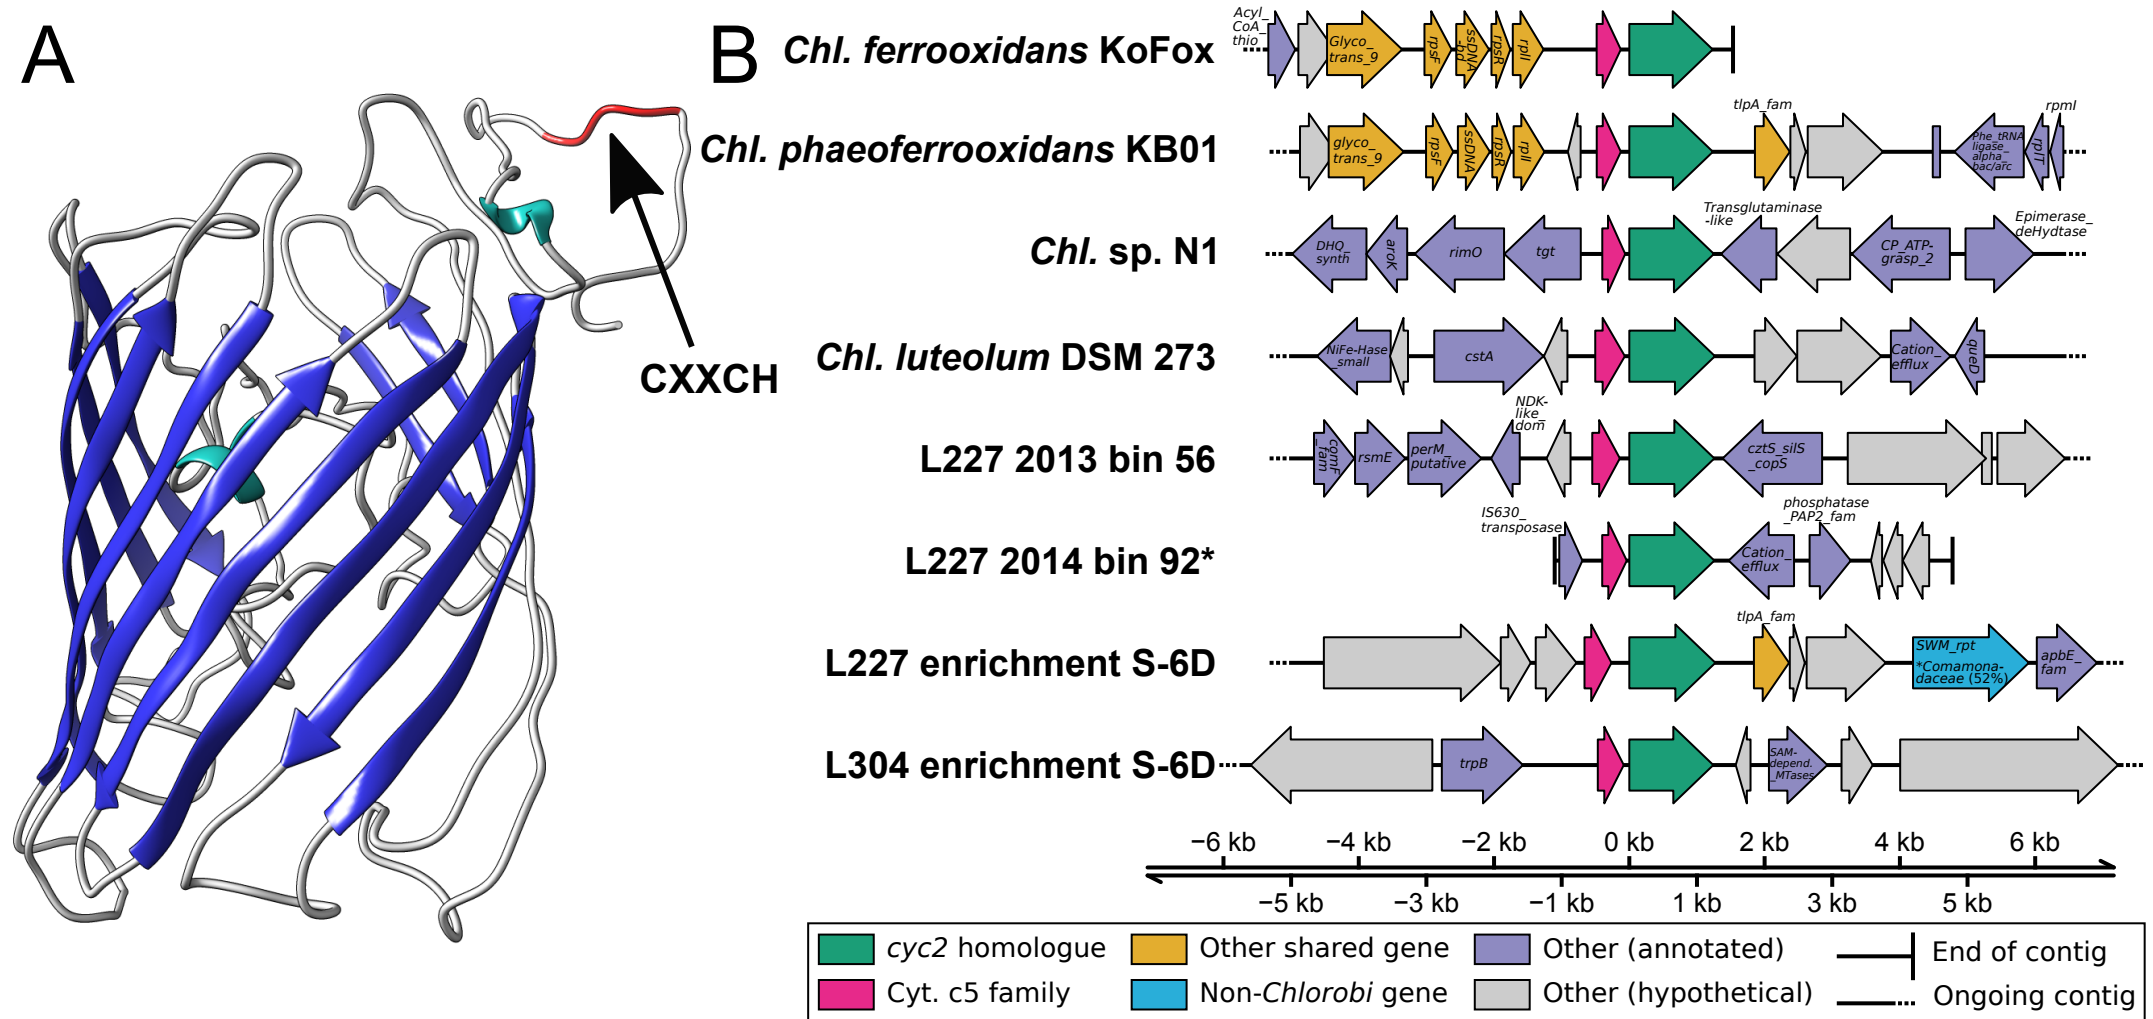 A
CXXCH
B
Chl. ferrooxidans KoFox
Acyl_
CoA_
thio
Glyco_
trans_9
rpsF
ssDNA
-bd
rpsR
rplI
Chl. phaeoferrooxidans KB01
glyco_
trans_9
rpsF
ssDNA
rpsR
rplI
tlpA_fam
Phe_tRNA
ligase_
alpha_
bac/arc
rplT
rpmI
Chl. sp. N1
DHQ_
synth
aroK
rimO
tgt
Transglutaminase
-like
CP_ATP-
grasp_2
Epimerase_
deHydtase
Chl. luteolum DSM 273
NiFe-Hase
_small
cstA
Cation_
efflux
queD
L227 2013 bin 56
comF
_fam
rsmE
perM_
putative
NDK-
like_
dom
cztS_silS
_copS
L227 2014 bin 92*
IS630_
transposase
Cation_
efflux
phosphatase
_PAP2_fam
L227 enrichment S-6D
tlpA_fam
SWM_rpt
*Comamona-
daceae (52%)
apbE_
fam
L304 enrichment S-6D
trpB
SAM-
depend.
_MTases
−6 kb −4 kb −2 kb 0 kb 2 kb 4 kb 6 kb
−5 kb −3 kb −1 kb 1 kb 3 kb 5 kb
cyc2 homologue Other shared gene Other (annotated) End of contig
Cyt. c5 family Non-Chlorobi gene Other (hypothetical) Ongoing contig